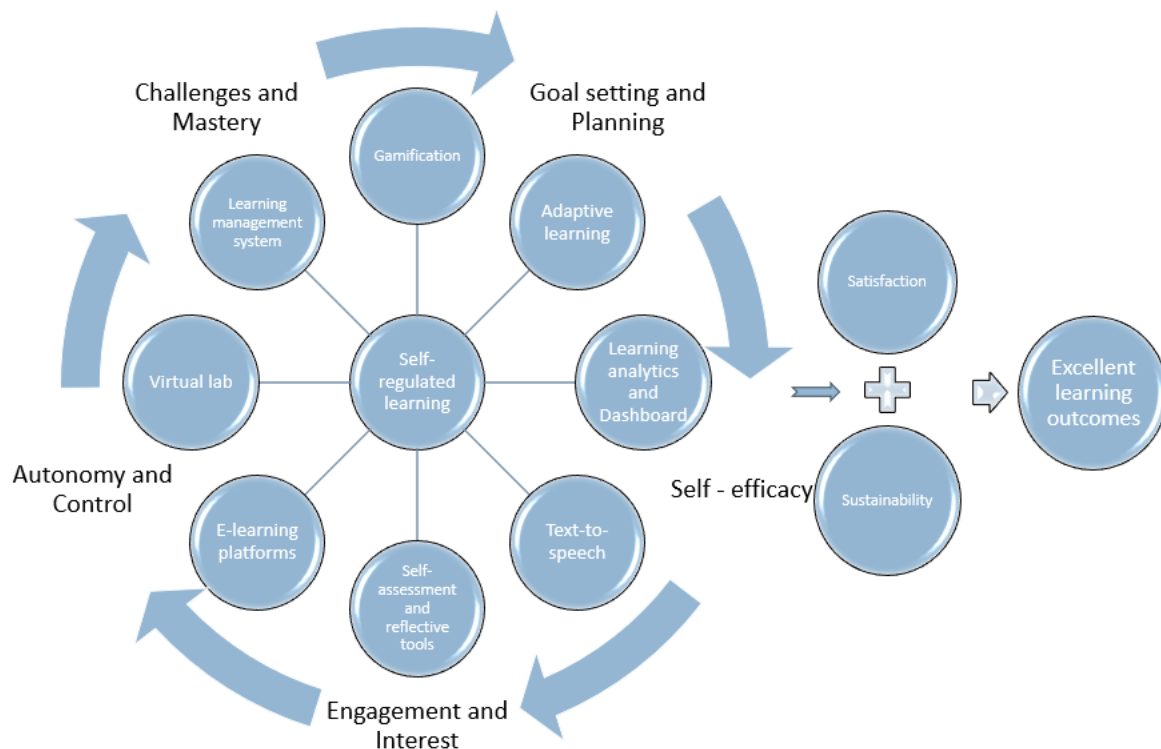 Challenges and
Mastery
Goal setting and
Planning
Gamification
Learning
management
system
Adaptive
learning
Satisfaction
Virtual lab
Self-
regulated
learning
Learning
analytics
and
Dashboard
Excellent
learning
outcomes
Autonomy and
Control
Self - efficacy
Sustainability
E-learning
platforms
Self-
assessment
and
reflective
tools
Text-to-
speech
Engagement and
Interest